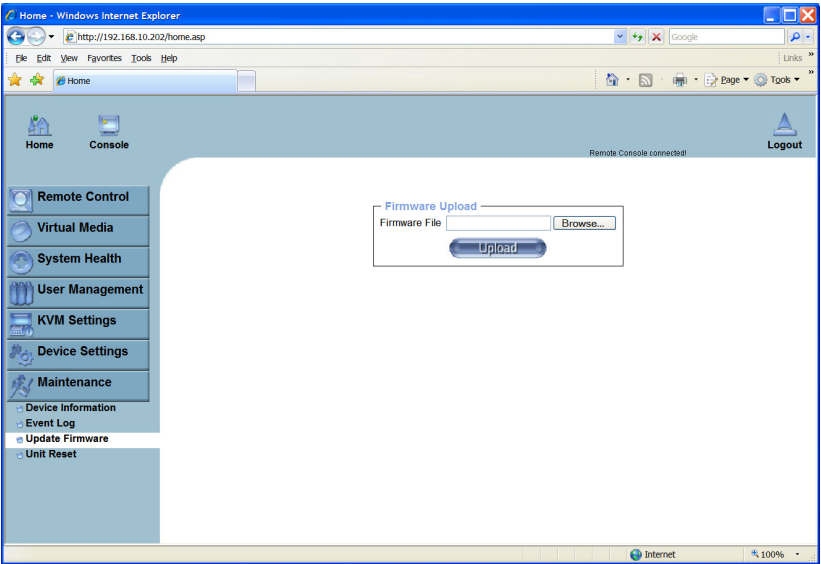 Home - Windows Internet Explorer
http://192.168.10.202/home.asp
Google
File Edit View Favorites Tools Help
Links »
Home
Page Tools »
Home Console
Remote Console connected!
Logout
Remote Control
Virtual Media
System Health
User Management
KVM Settings
Device Settings
Maintenance
Device Information
Event Log
Update Firmware
Unit Reset
Firmware Upload
Firmware File Browse...
Upload
Internet 100%